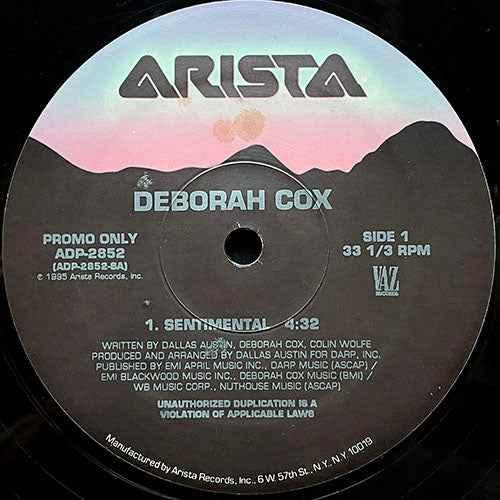 ARISTA
DEBORAH COX
PROMO ONLY
ADP-2852
(ADP-2852-SA)
℗ 1995 Arista Records, Inc.
SIDE 1
33 1/3 RPM
VAZ
RECORDS
1. SENTIMENTAL 4:32
WRITTEN BY DALLAS AUSTIN, DEBORAH COX, COLIN WOLFE
PRODUCED AND ARRANGED BY DALLAS AUSTIN FOR DARP, INC.
PUBLISHED BY EMI APRIL MUSIC INC., DARP MUSIC (ASCAP) /
EMI BLACKWOOD MUSIC INC., DEBORAH COX MUSIC (BMI) /
WB MUSIC CORP., NUTHOUSE MUSIC (ASCAP)
UNAUTHORIZED DUPLICATION IS A
VIOLATION OF APPLICABLE LAWS
Manufactured by Arista Records, Inc., 6 W. 57th St., N.Y., N.Y. 10019